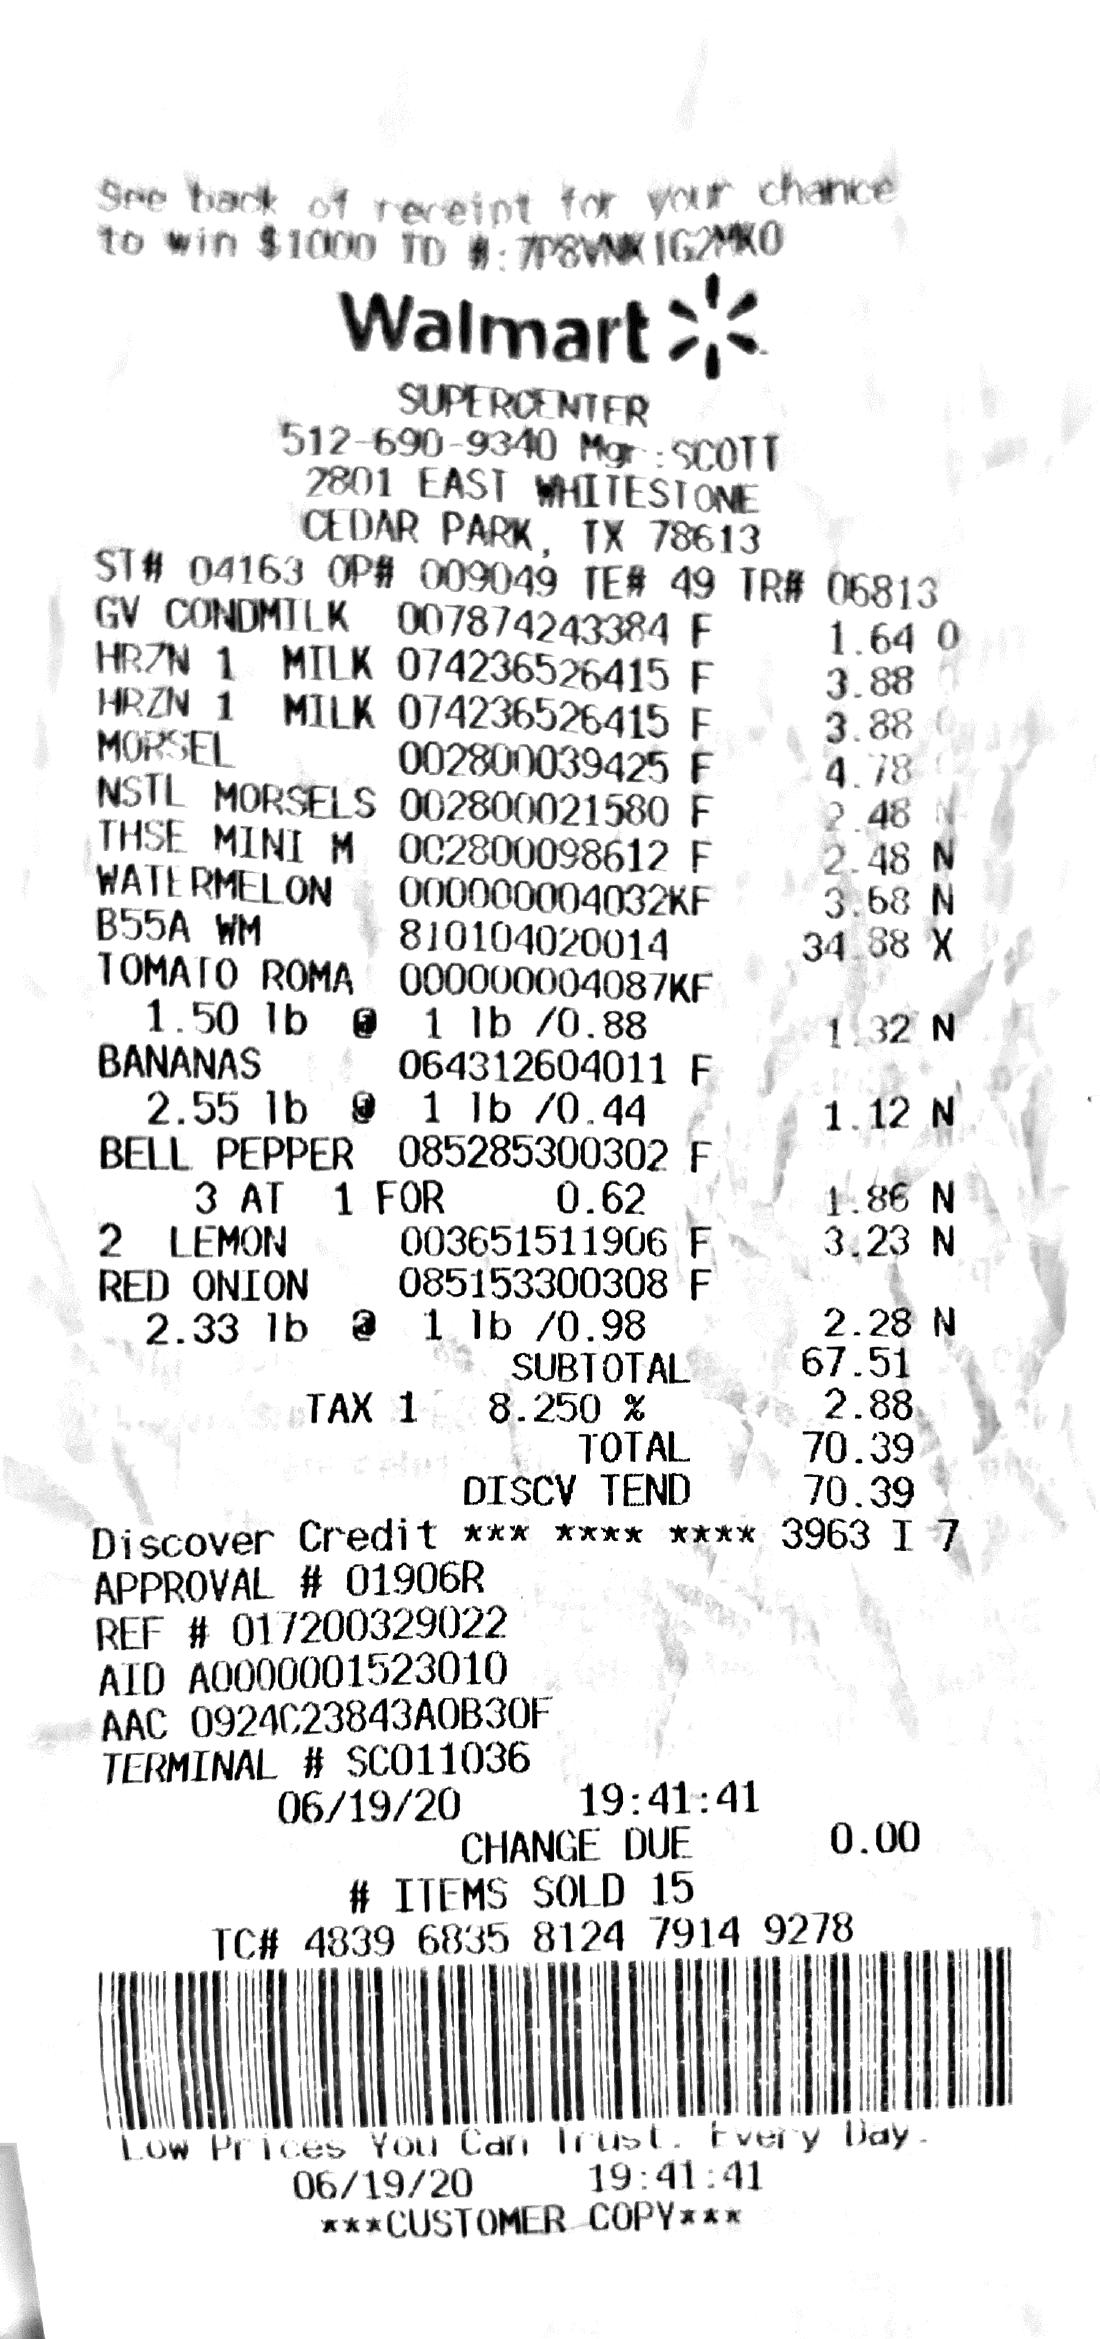 See back of receipt for your chance
to win $1000 ID #:7P8VNK1G2MK0
Walmart
SUPERCENTER
512-690-9340 Mgr:SCOTT
2801 EAST WHITESTONE
CEDAR PARK, TX 78613
ST# 04163 OP# 009049 TE# 49 TR# 06813
GV CONDMILK 007874243384 F 1.64 O
HRZN 1 MILK 074236526415 F 3.88
HRZN 1 MILK 074236526415 F 3.88
MORSEL 002800039425 F 4.78
NSTL MORSELS 002800021580 F 2.48 N
THSE MINI M 002800098612 F 2.48 N
WATERMELON 000000004032KF 3.68 N
B55A WM 810104020014 34.88 X
TOMATO ROMA 000000004087KF
1.50 lb @ 1 lb /0.88 1.32 N
BANANAS 064312604011 F
2.55 lb @ 1 lb /0.44 1.12 N
BELL PEPPER 085285300302 F
3 AT 1 FOR 0.62 1.86 N
2 LEMON 003651511906 F 3.23 N
RED ONION 085153300308 F
2.33 lb @ 1 lb /0.98 2.28 N
SUBTOTAL 67.51
TAX 1 8.250 % 2.88
TOTAL 70.39
DISCV TEND 70.39
Discover Credit *** **** **** 3963 I 7
APPROVAL # 01906R
REF # 017200329022
AID A0000001523010
AAC 0924C23843A0B30F
TERMINAL # SC011036
06/19/20 19:41:41
CHANGE DUE 0.00
# ITEMS SOLD 15
TC# 4839 6835 8124 7914 9278
Low Prices You Can Trust. Every Day.
06/19/20 19:41:41
***CUSTOMER COPY***